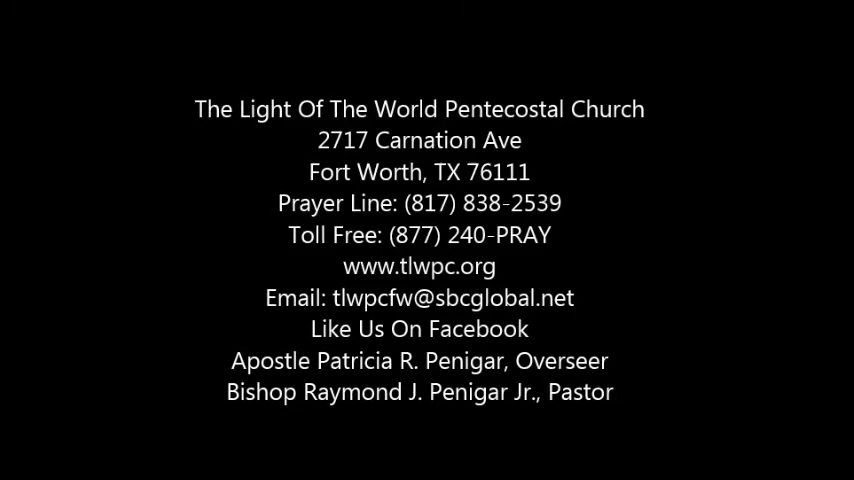 The Light Of The World Pentecostal Church
2717 Carnation Ave
Fort Worth, TX 76111
Prayer Line: (817) 838-2539
Toll Free: (877) 240-PRAY
www.tlwpc.org
Email: tlwpcfw@sbcglobal.net
Like Us On Facebook
Apostle Patricia R. Penigar, Overseer
Bishop Raymond J. Penigar Jr., Pastor